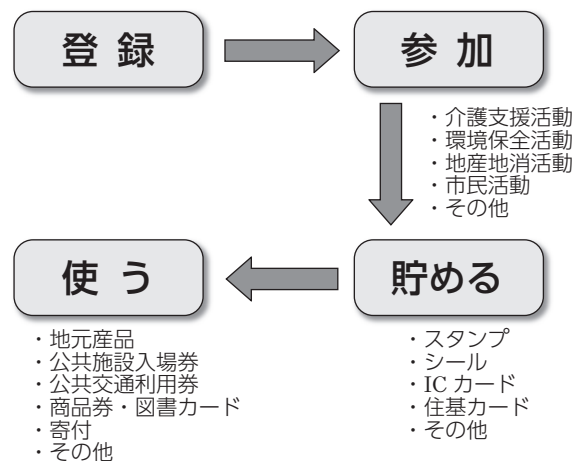 登 録
参 加
・介護支援活動
・環境保全活動
・地産地消活動
・市民活動
・その他
使 う
・地元産品
・公共施設入場券
・公共交通利用券
・商品券・図書カード
・寄付
・その他
貯める
・スタンプ
・シール
・IC カード
・住基カード
・その他